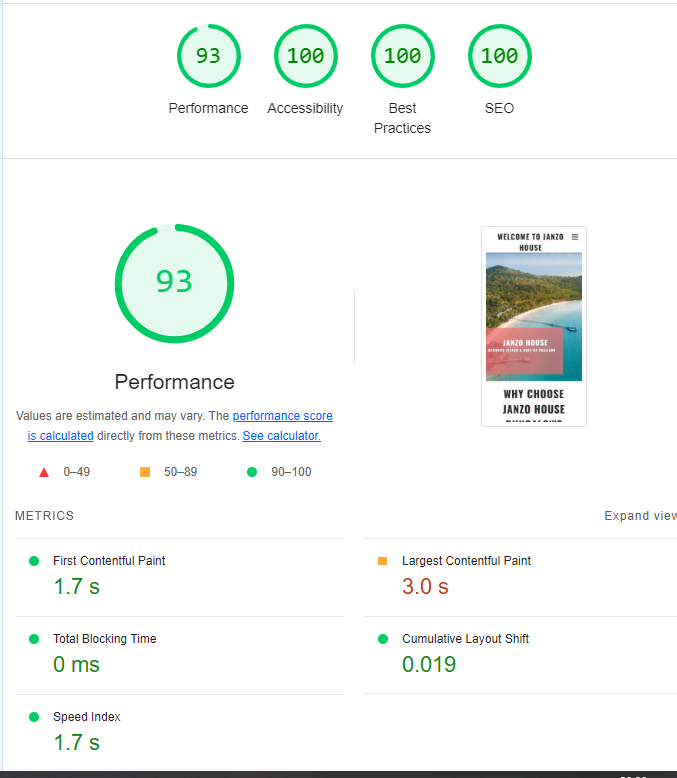 93
100
100
100
Performance
Accessibility
Best
Practices
SEO
93
Performance
Values are estimated and may vary. The performance score
is calculated directly from these metrics. See calculator.
0–49
50–89
90–100
WELCOME TO JANZO
HOUSE
JANZO HOUSE
WHY CHOOSE
JANZO HOUSE
METRICS
Expand view
First Contentful Paint
1.7 s
Largest Contentful Paint
3.0 s
Total Blocking Time
0 ms
Cumulative Layout Shift
0.019
Speed Index
1.7 s